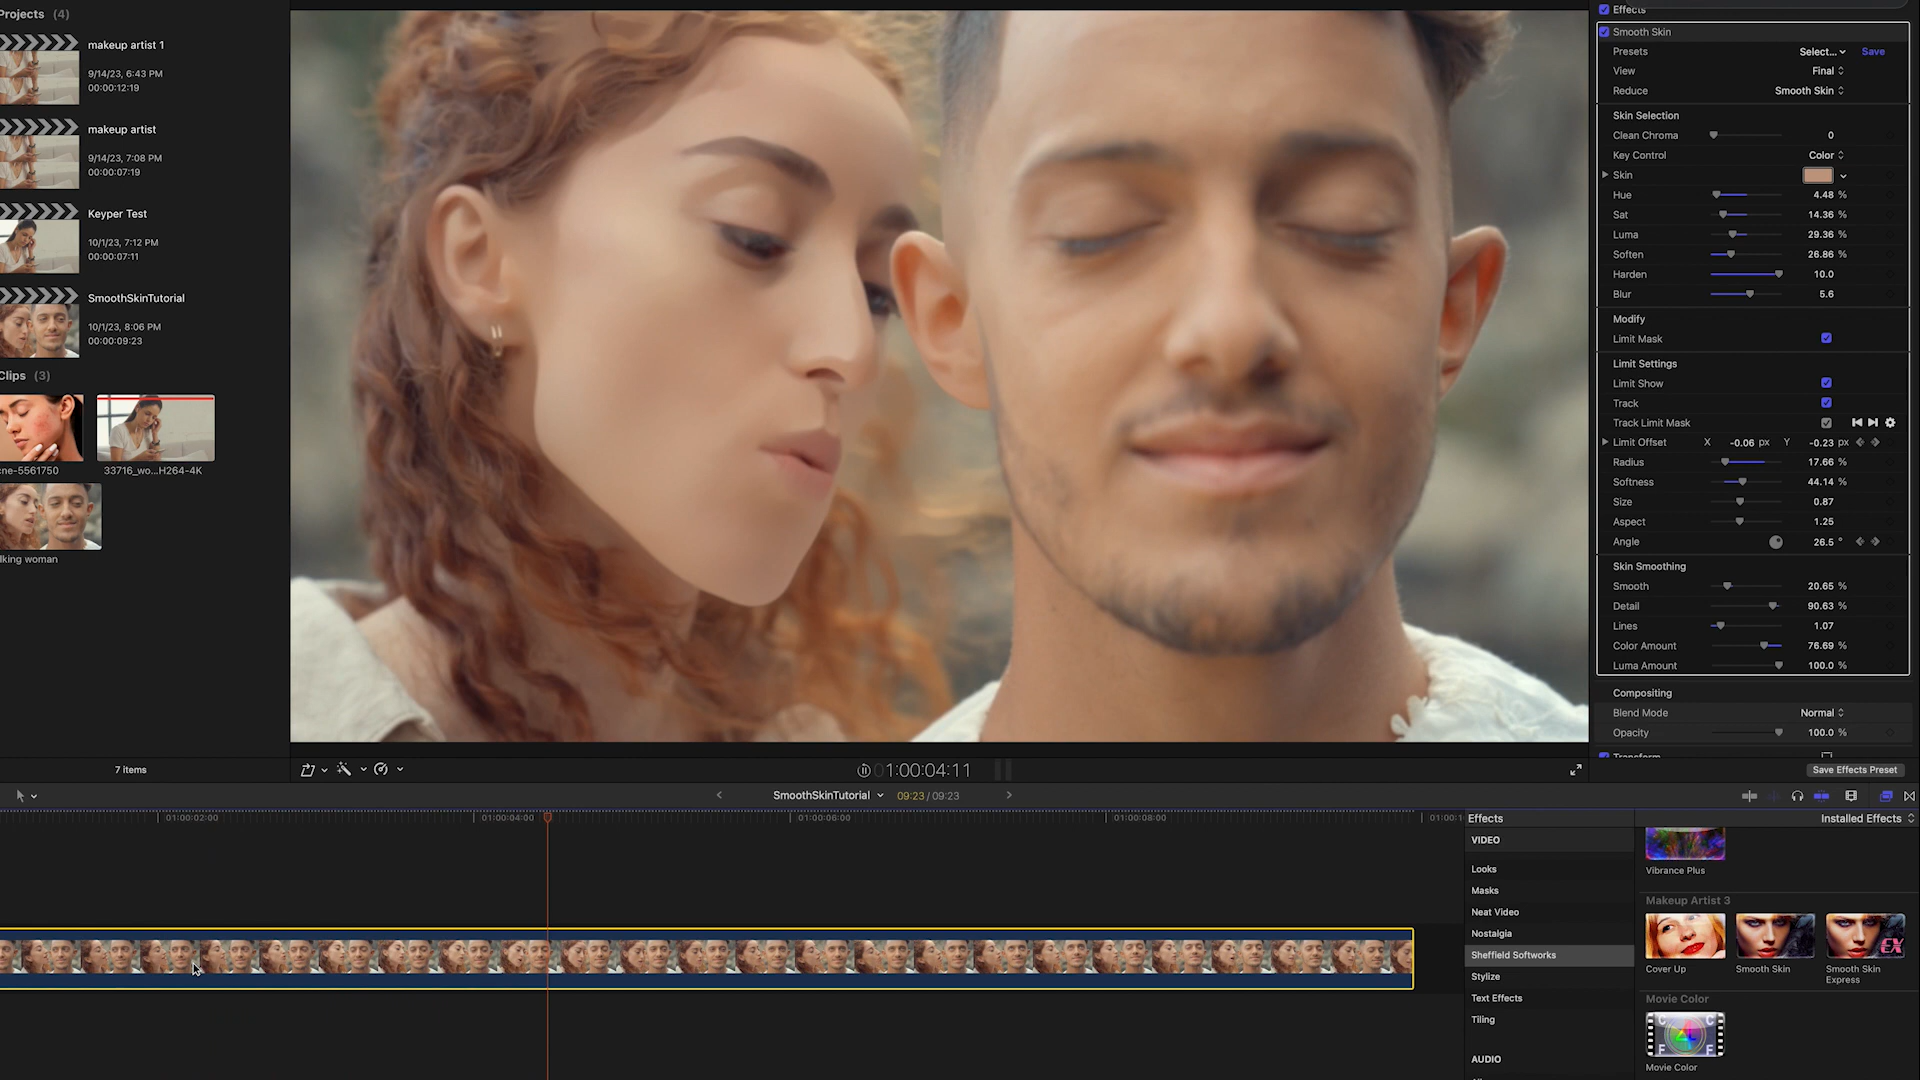 Projects (4)
makeup artist 1
9/14/23, 6:43 PM
00:00:12:19
makeup artist
9/14/23, 7:08 PM
00:00:07:19
Keyper Test
10/1/23, 7:12 PM
00:00:07:11
SmoothSkinTutorial
10/1/23, 8:06 PM
00:00:09:23
Clips (3)
cne-5561750
33716_wo...H264-4K
lking woman
7 items
1:00:04:11
Effects
Smooth Skin
Presets Select... Save
View Final
Reduce Smooth Skin
Skin Selection
Clean Chroma 0
Key Control Color
Skin
Hue 4.48 %
Sat 14.36 %
Luma 29.36 %
Soften 26.86 %
Harden 10.0
Blur 5.6
Modify
Limit Mask
Limit Settings
Limit Show
Track
Track Limit Mask
Limit Offset X -0.06 px Y -0.23 px
Radius 17.66 %
Softness 44.14 %
Size 0.87
Aspect 1.25
Angle 26.5 °
Skin Smoothing
Smooth 20.65 %
Detail 90.63 %
Lines 1.07
Color Amount 76.69 %
Luma Amount 100.0 %
Compositing
Blend Mode Normal
Opacity 100.0 %
Transform
Save Effects Preset
SmoothSkinTutorial 09:23 / 09:23
01:00:02:00 01:00:04:00 01:00:06:00 01:00:08:00 01:00:1
Effects
Installed Effects
VIDEO
Looks
Masks
Neat Video
Nostalgia
Sheffield Softworks
Stylize
Text Effects
Tiling
AUDIO
Vibrance Plus
Makeup Artist 3
EX
Cover Up
Smooth Skin
Smooth Skin
Express
Movie Color
C C
F F
Movie Color